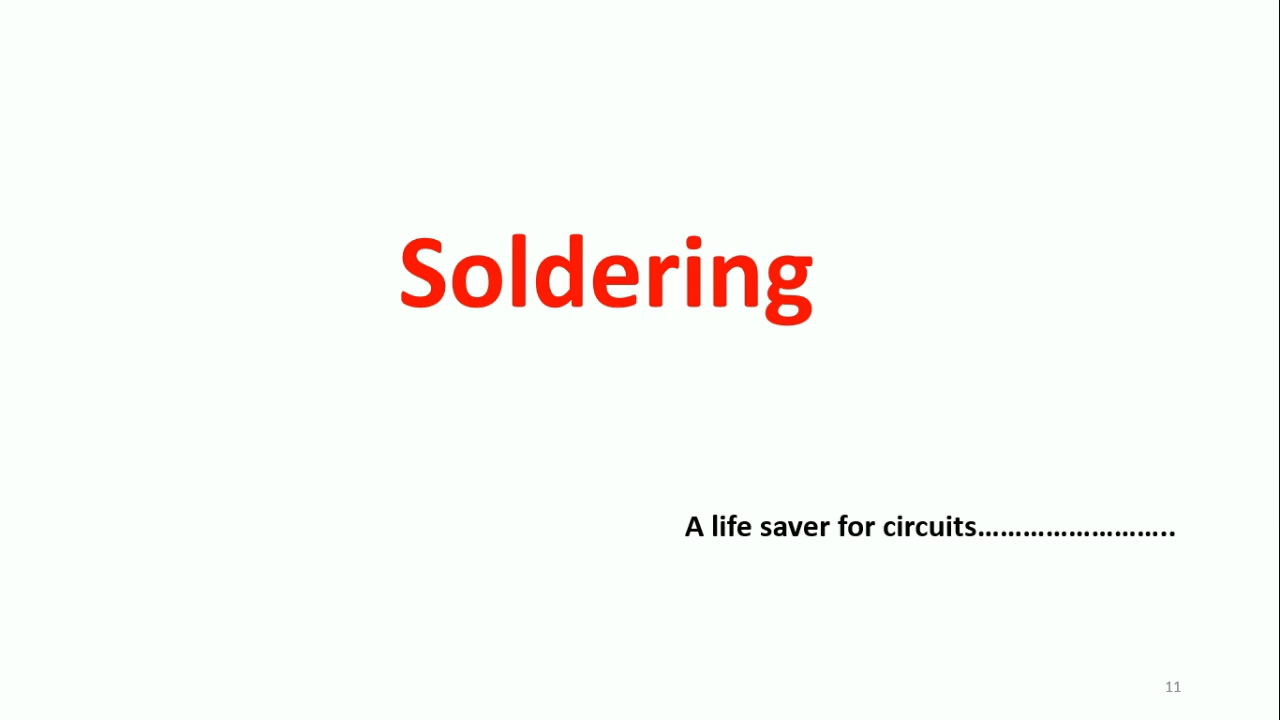 Soldering
A life saver for circuits……………………..
11